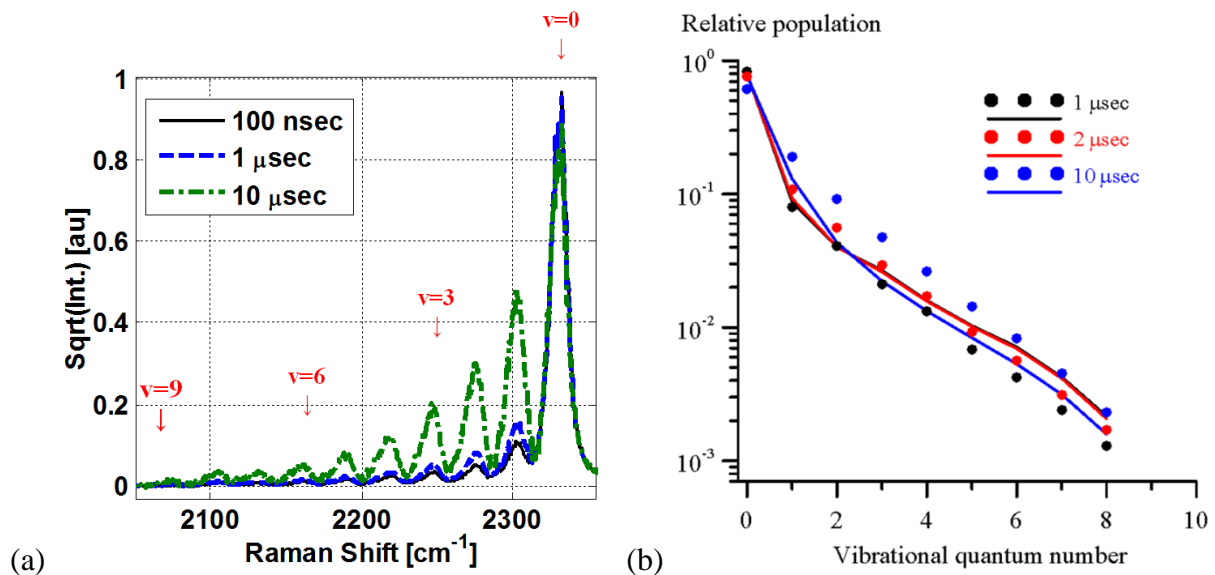 v=0
↓
1
0.8
0.6
0.4
0.2
0
Sqrt(Int.) [au]
100 nsec
1 μsec
10 μsec
v=3
↓
v=6
↓
v=9
↓
2100 2200 2300
Raman Shift [cm⁻¹]
(a)
Relative population
10⁰
10⁻¹
10⁻²
10⁻³
1 μsec
2 μsec
10 μsec
0 2 4 6 8 10
Vibrational quantum number
(b)